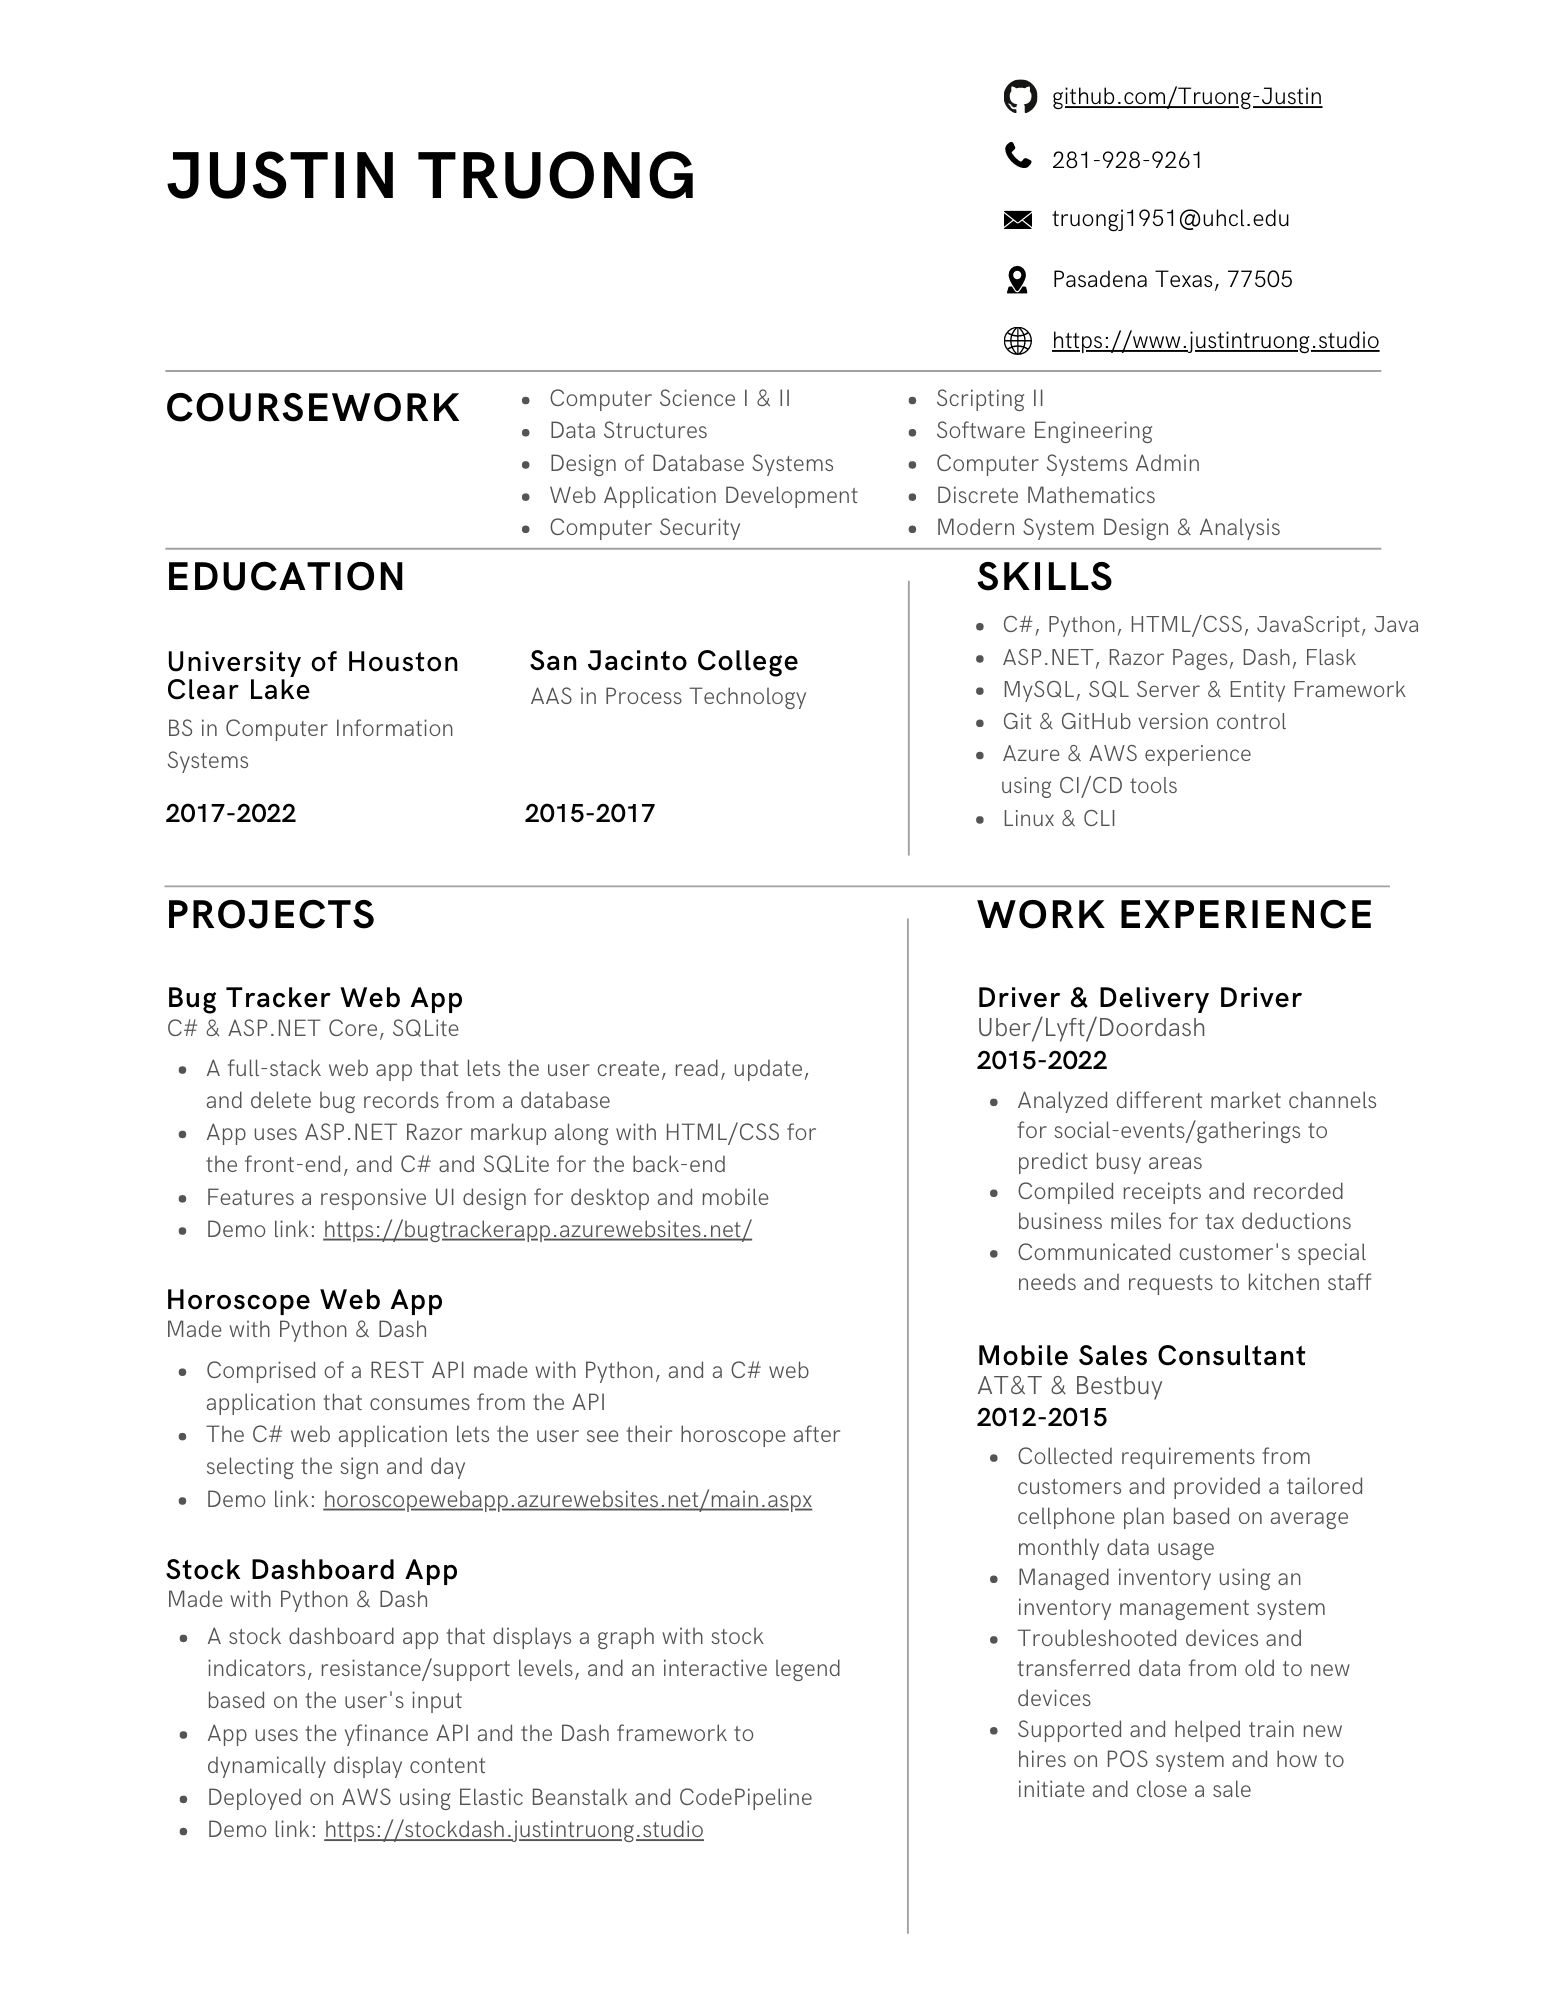 JUSTIN TRUONG
github.com/Truong-Justin
281-928-9261
truongj1951@uhcl.edu
Pasadena Texas, 77505
https://www.justintruong.studio
COURSEWORK
• Computer Science I & II
• Data Structures
• Design of Database Systems
• Web Application Development
• Computer Security
• Scripting II
• Software Engineering
• Computer Systems Admin
• Discrete Mathematics
• Modern System Design & Analysis
EDUCATION
University of Houston
Clear Lake
BS in Computer Information
Systems
2017-2022
San Jacinto College
AAS in Process Technology
2015-2017
SKILLS
• C#, Python, HTML/CSS, JavaScript, Java
• ASP.NET, Razor Pages, Dash, Flask
• MySQL, SQL Server & Entity Framework
• Git & GitHub version control
• Azure & AWS experience
using CI/CD tools
• Linux & CLI
PROJECTS
Bug Tracker Web App
C# & ASP.NET Core, SQLite
• A full-stack web app that lets the user create, read, update,
and delete bug records from a database
• App uses ASP.NET Razor markup along with HTML/CSS for
the front-end, and C# and SQLite for the back-end
• Features a responsive UI design for desktop and mobile
• Demo link: https://bugtrackerapp.azurewebsites.net/
Horoscope Web App
Made with Python & Dash
• Comprised of a REST API made with Python, and a C# web
application that consumes from the API
• The C# web application lets the user see their horoscope after
selecting the sign and day
• Demo link: horoscopewebapp.azurewebsites.net/main.aspx
Stock Dashboard App
Made with Python & Dash
• A stock dashboard app that displays a graph with stock
indicators, resistance/support levels, and an interactive legend
based on the user's input
• App uses the yfinance API and the Dash framework to
dynamically display content
• Deployed on AWS using Elastic Beanstalk and CodePipeline
• Demo link: https://stockdash.justintruong.studio
WORK EXPERIENCE
Driver & Delivery Driver
Uber/Lyft/Doordash
2015-2022
• Analyzed different market channels
for social-events/gatherings to
predict busy areas
• Compiled receipts and recorded
business miles for tax deductions
• Communicated customer's special
needs and requests to kitchen staff
Mobile Sales Consultant
AT&T & Bestbuy
2012-2015
• Collected requirements from
customers and provided a tailored
cellphone plan based on average
monthly data usage
• Managed inventory using an
inventory management system
• Troubleshooted devices and
transferred data from old to new
devices
• Supported and helped train new
hires on POS system and how to
initiate and close a sale